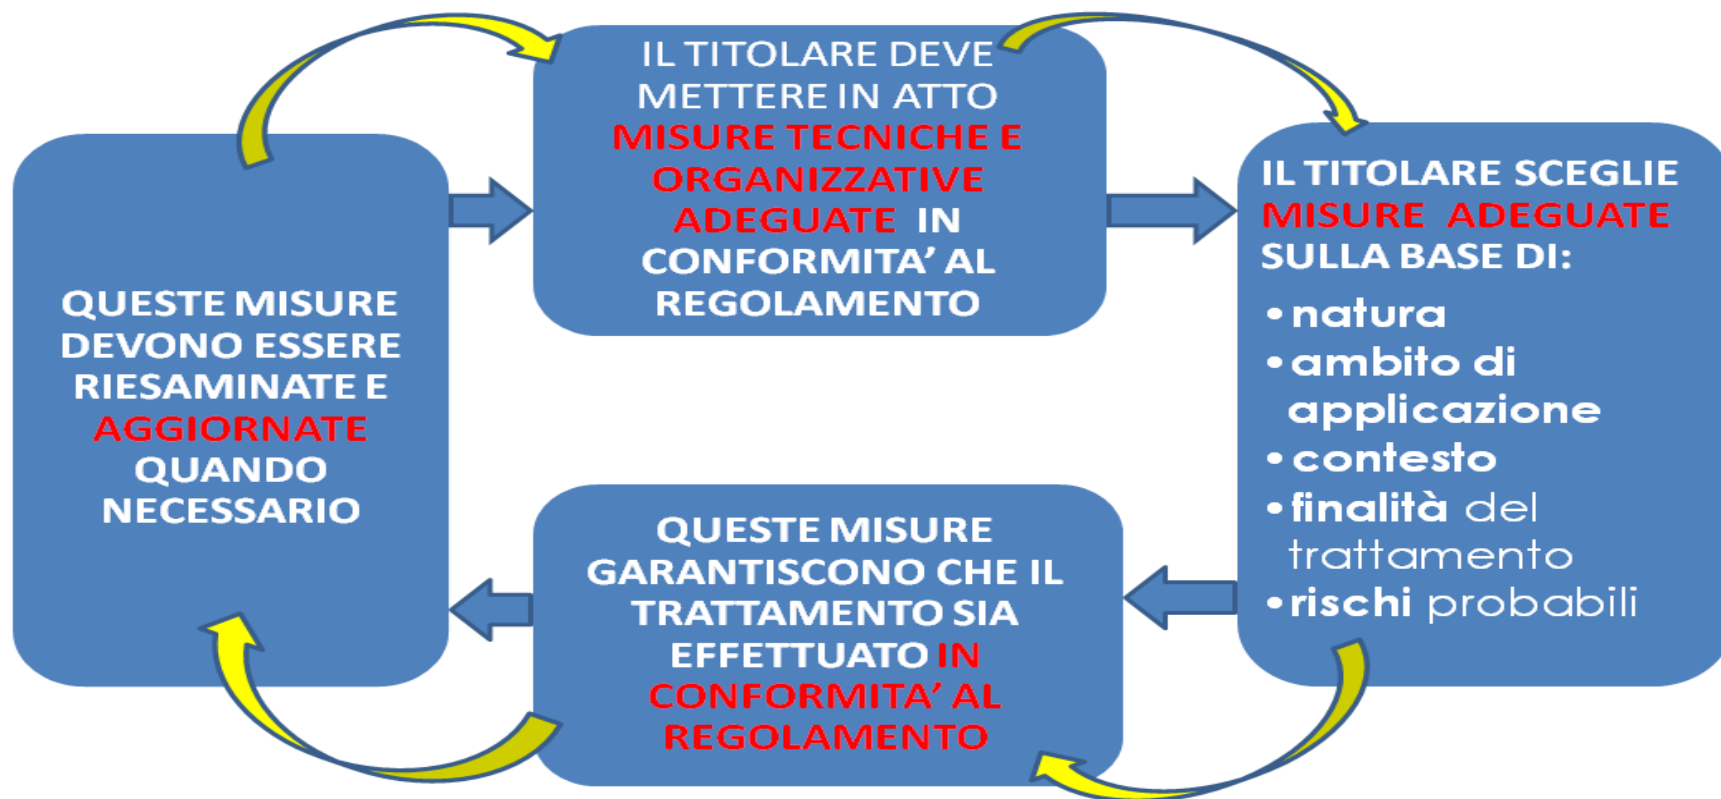 IL TITOLARE DEVE
METTERE IN ATTO
MISURE TECNICHE E
ORGANIZZATIVE
ADEGUATE IN
CONFORMITA’ AL
REGOLAMENTO
IL TITOLARE SCEGLIE
MISURE ADEGUATE
SULLA BASE DI:
• natura
• ambito di
applicazione
• contesto
• finalità del
trattamento
• rischi probabili
QUESTE MISURE
GARANTISCONO CHE IL
TRATTAMENTO SIA
EFFETTUATO IN
CONFORMITA’ AL
REGOLAMENTO
QUESTE MISURE
DEVONO ESSERE
RIESAMINATE E
AGGIORNATE
QUANDO
NECESSARIO